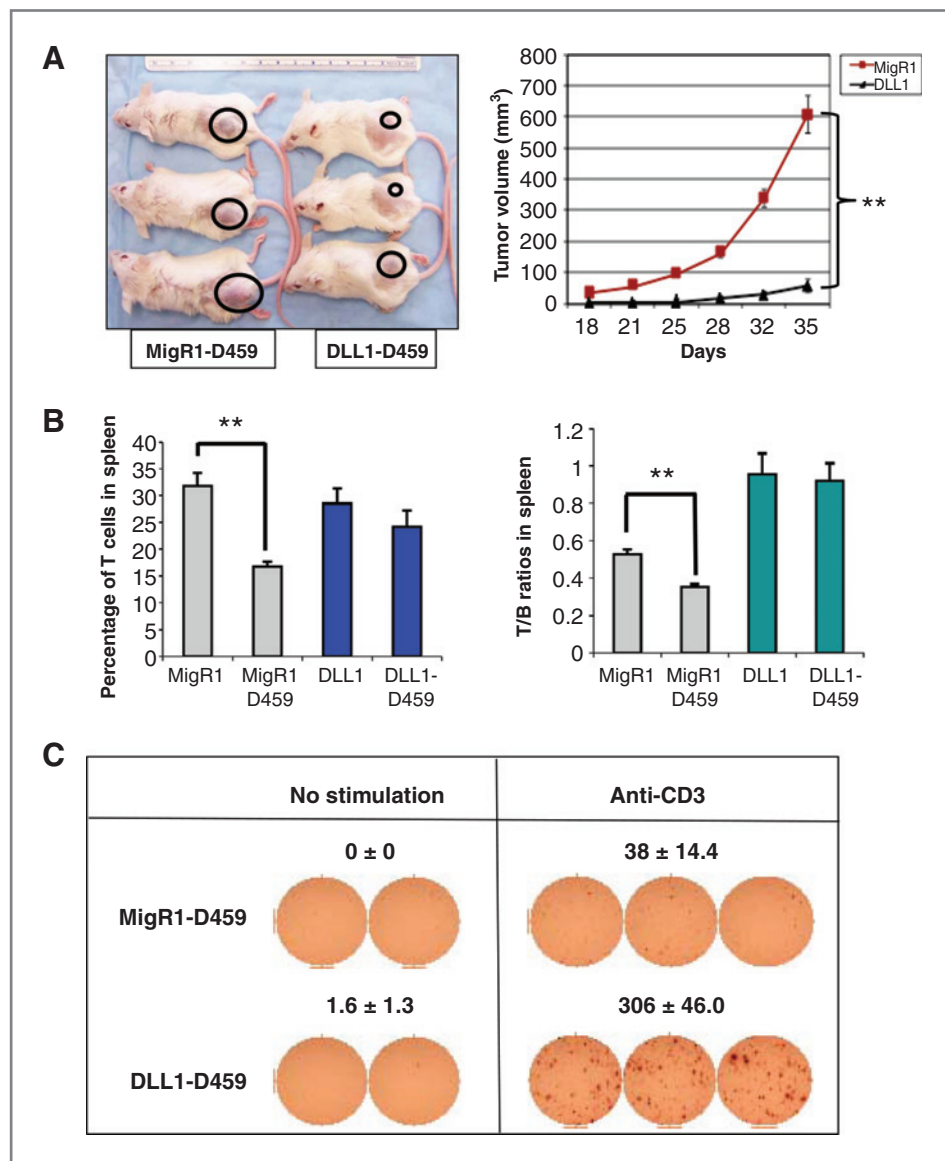 A
MigR1-D459
DLL1-D459
Tumor volume (mm³)
800
700
600
500
400
300
200
100
0
18 21 25 28 32 35
Days
MigR1
DLL1
**
B
Percentage of T cells in spleen
40
35
30
25
20
15
10
5
0
**
MigR1 MigR1 D459 DLL1 DLL1-D459
T/B ratios in spleen
1.2
1
0.8
0.6
0.4
0.2
0
**
MigR1 MigR1 D459 DLL1 DLL1-D459
C
No stimulation Anti-CD3
0 ± 0 38 ± 14.4
MigR1-D459
1.6 ± 1.3 306 ± 46.0
DLL1-D459